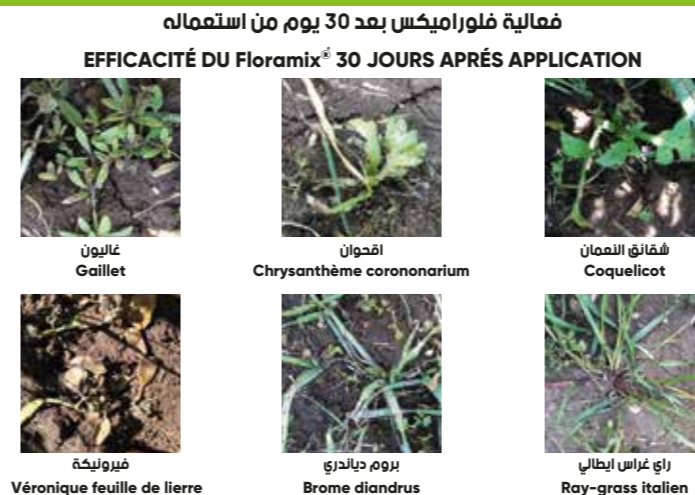 فعالية فلوراميكس بعد 30 يوم من استعماله
EFFICACITÉ DU Floramix® 30 JOURS APRÉS APPLICATION
غاليون
Gaillet
اقحوان
Chrysanthème corononarium
شقائق النعمان
Coquelicot
فيرونيكة
Véronique feuille de lierre
بروم دياندري
Brome diandrus
راي غراس ايطالي
Ray-grass italien